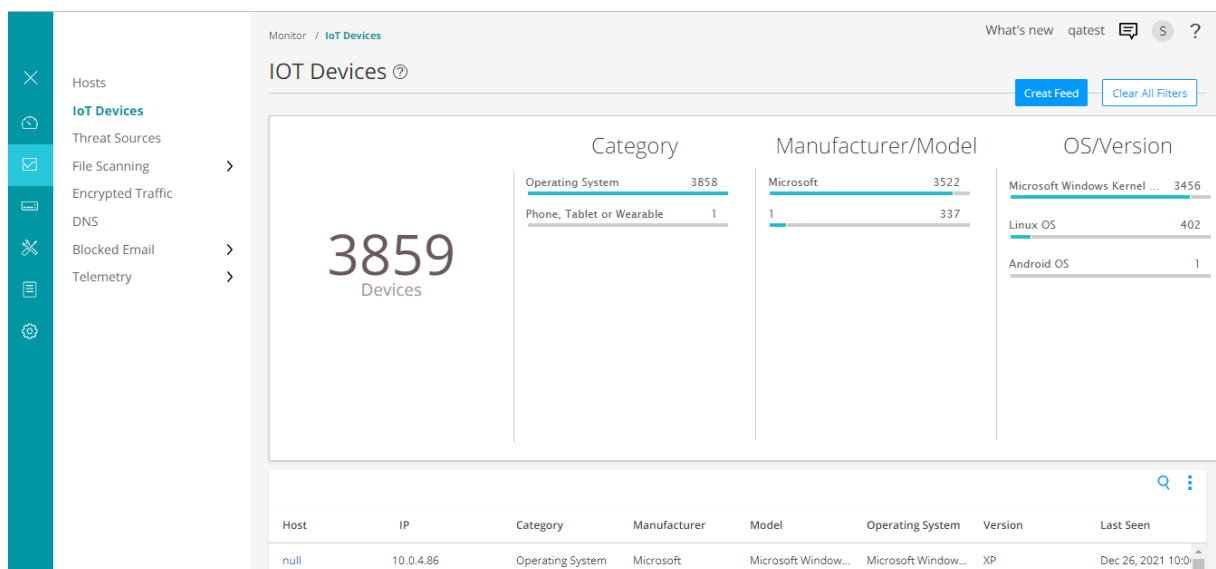 What's new qatest S ?
Monitor / IoT Devices
IOT Devices ?
Creat Feed Clear All Filters
Hosts
IoT Devices
Threat Sources
File Scanning
Encrypted Traffic
DNS
Blocked Email
Telemetry
3859
Devices
Category
Operating System 3858
Phone, Tablet or Wearable 1
Manufacturer/Model
Microsoft 3522
1 337
OS/Version
Microsoft Windows Kernel ... 3456
Linux OS 402
Android OS 1
Host IP Category Manufacturer Model Operating System Version Last Seen
null 10.0.4.86 Operating System Microsoft Microsoft Window... Microsoft Window... XP Dec 26, 2021